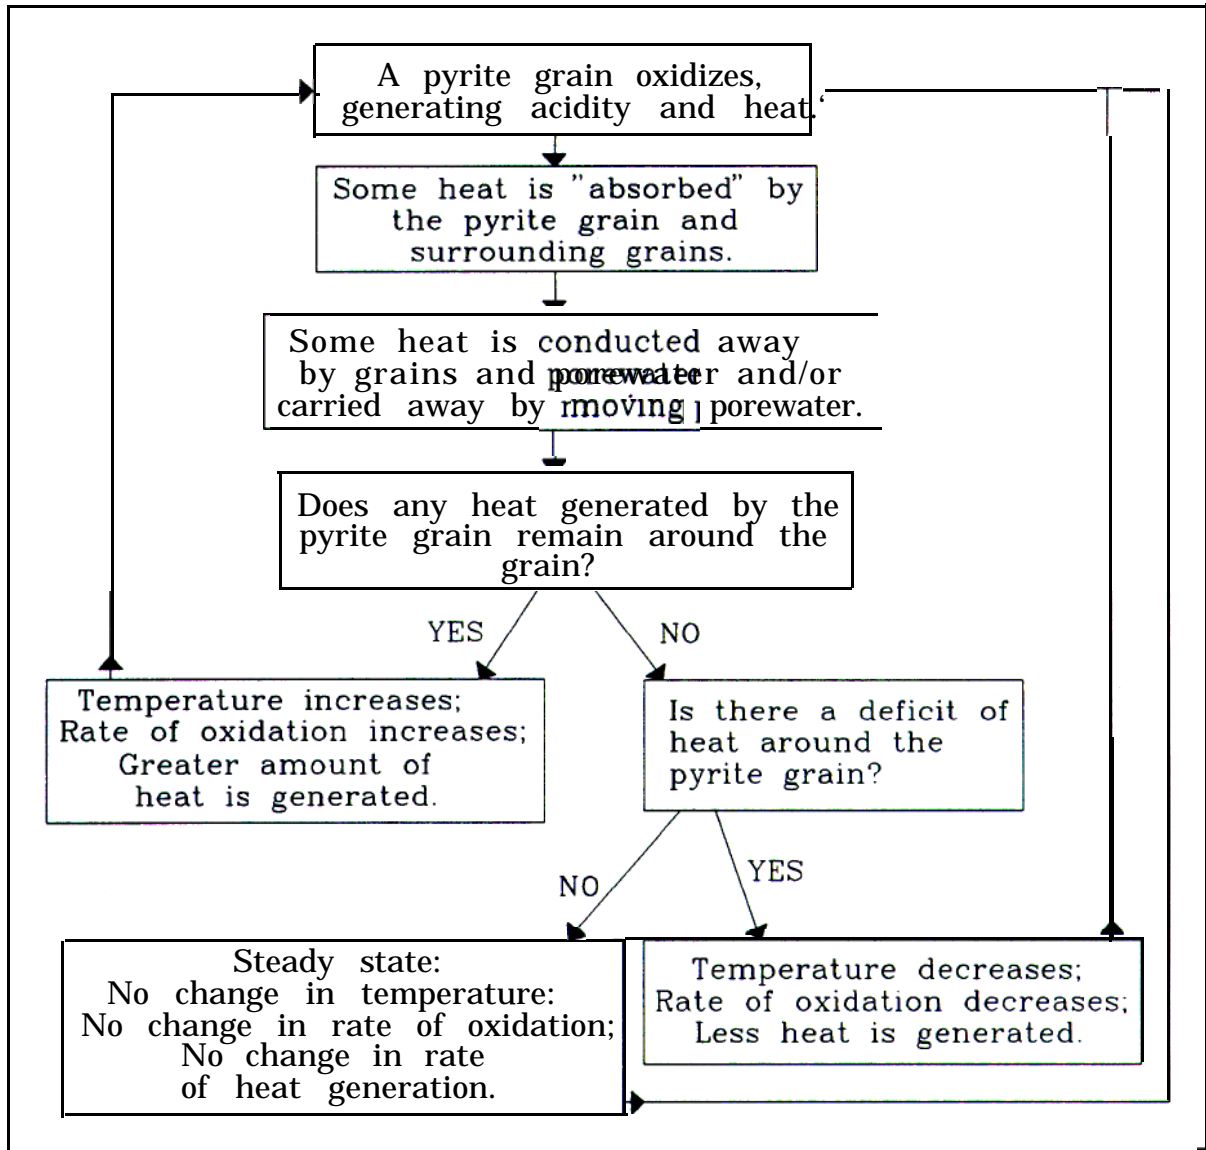 A pyrite grain oxidizes,
generating acidity and heat.‘
Some heat is "absorbed" by
the pyrite grain and
surrounding grains.
Some heat is conducted away
by grains and porewater and/or
carried away by moving porewater.
Does any heat generated by the
pyrite grain remain around the
grain?
YES
NO
Temperature increases;
Rate of oxidation increases;
Greater amount of
heat is generated.
Is there a deficit of
heat around the
pyrite grain?
NO
YES
Steady state:
No change in temperature:
No change in rate of oxidation;
No change in rate
of heat generation.
Temperature decreases;
Rate of oxidation decreases;
Less heat is generated.